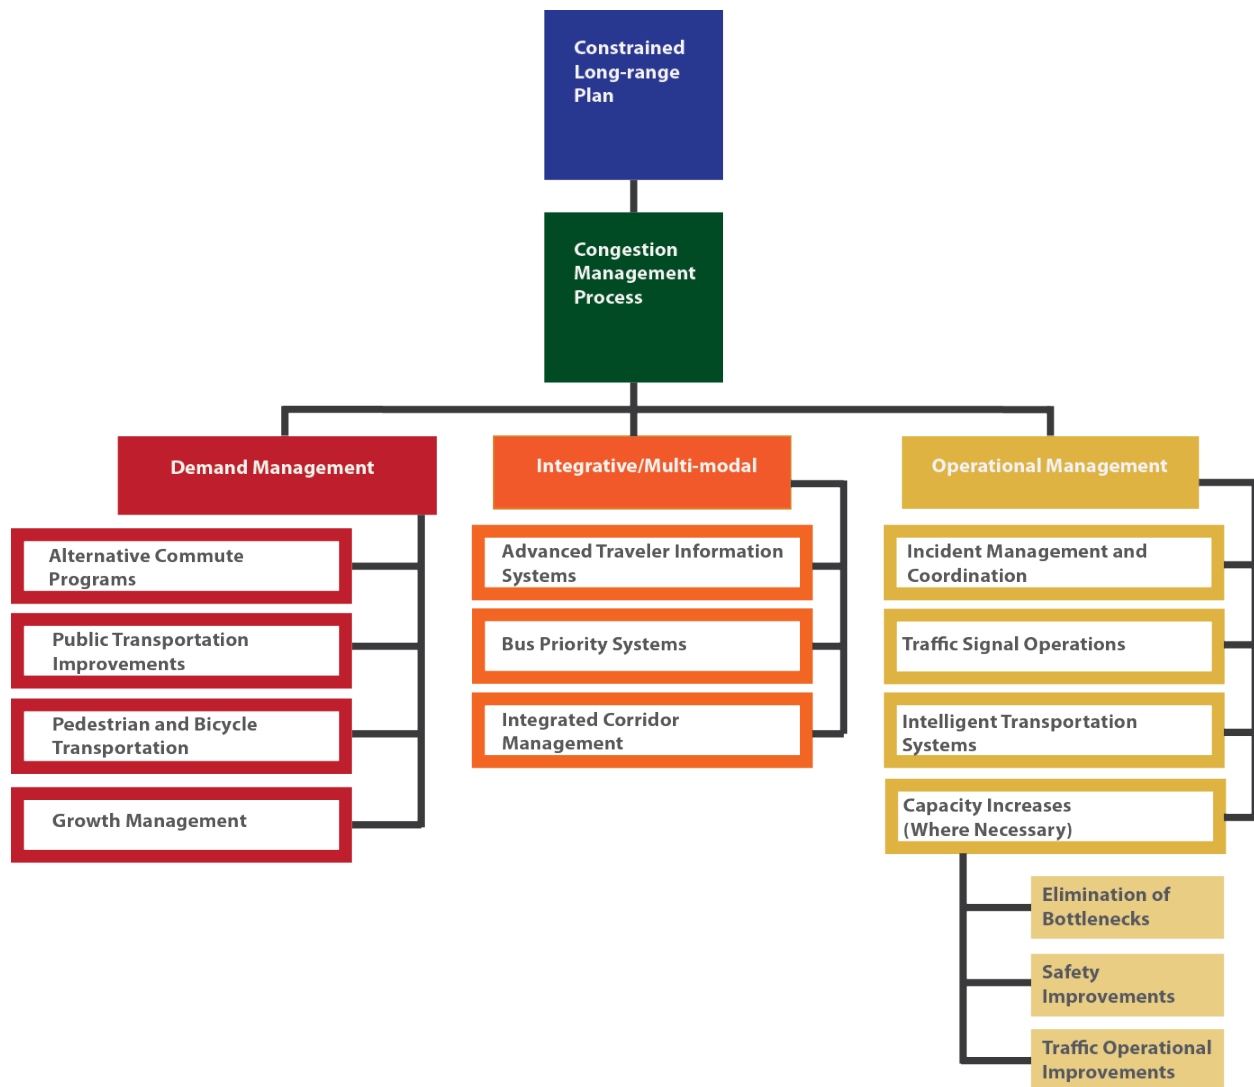 Constrained
Long-range
Plan
Congestion
Management
Process
Demand Management
Alternative Commute
Programs
Public Transportation
Improvements
Pedestrian and Bicycle
Transportation
Growth Management
Integrative/Multi-modal
Advanced Traveler Information
Systems
Bus Priority Systems
Integrated Corridor
Management
Operational Management
Incident Management and
Coordination
Traffic Signal Operations
Intelligent Transportation
Systems
Capacity Increases
(Where Necessary)
Elimination of
Bottlenecks
Safety
Improvements
Traffic Operational
Improvements